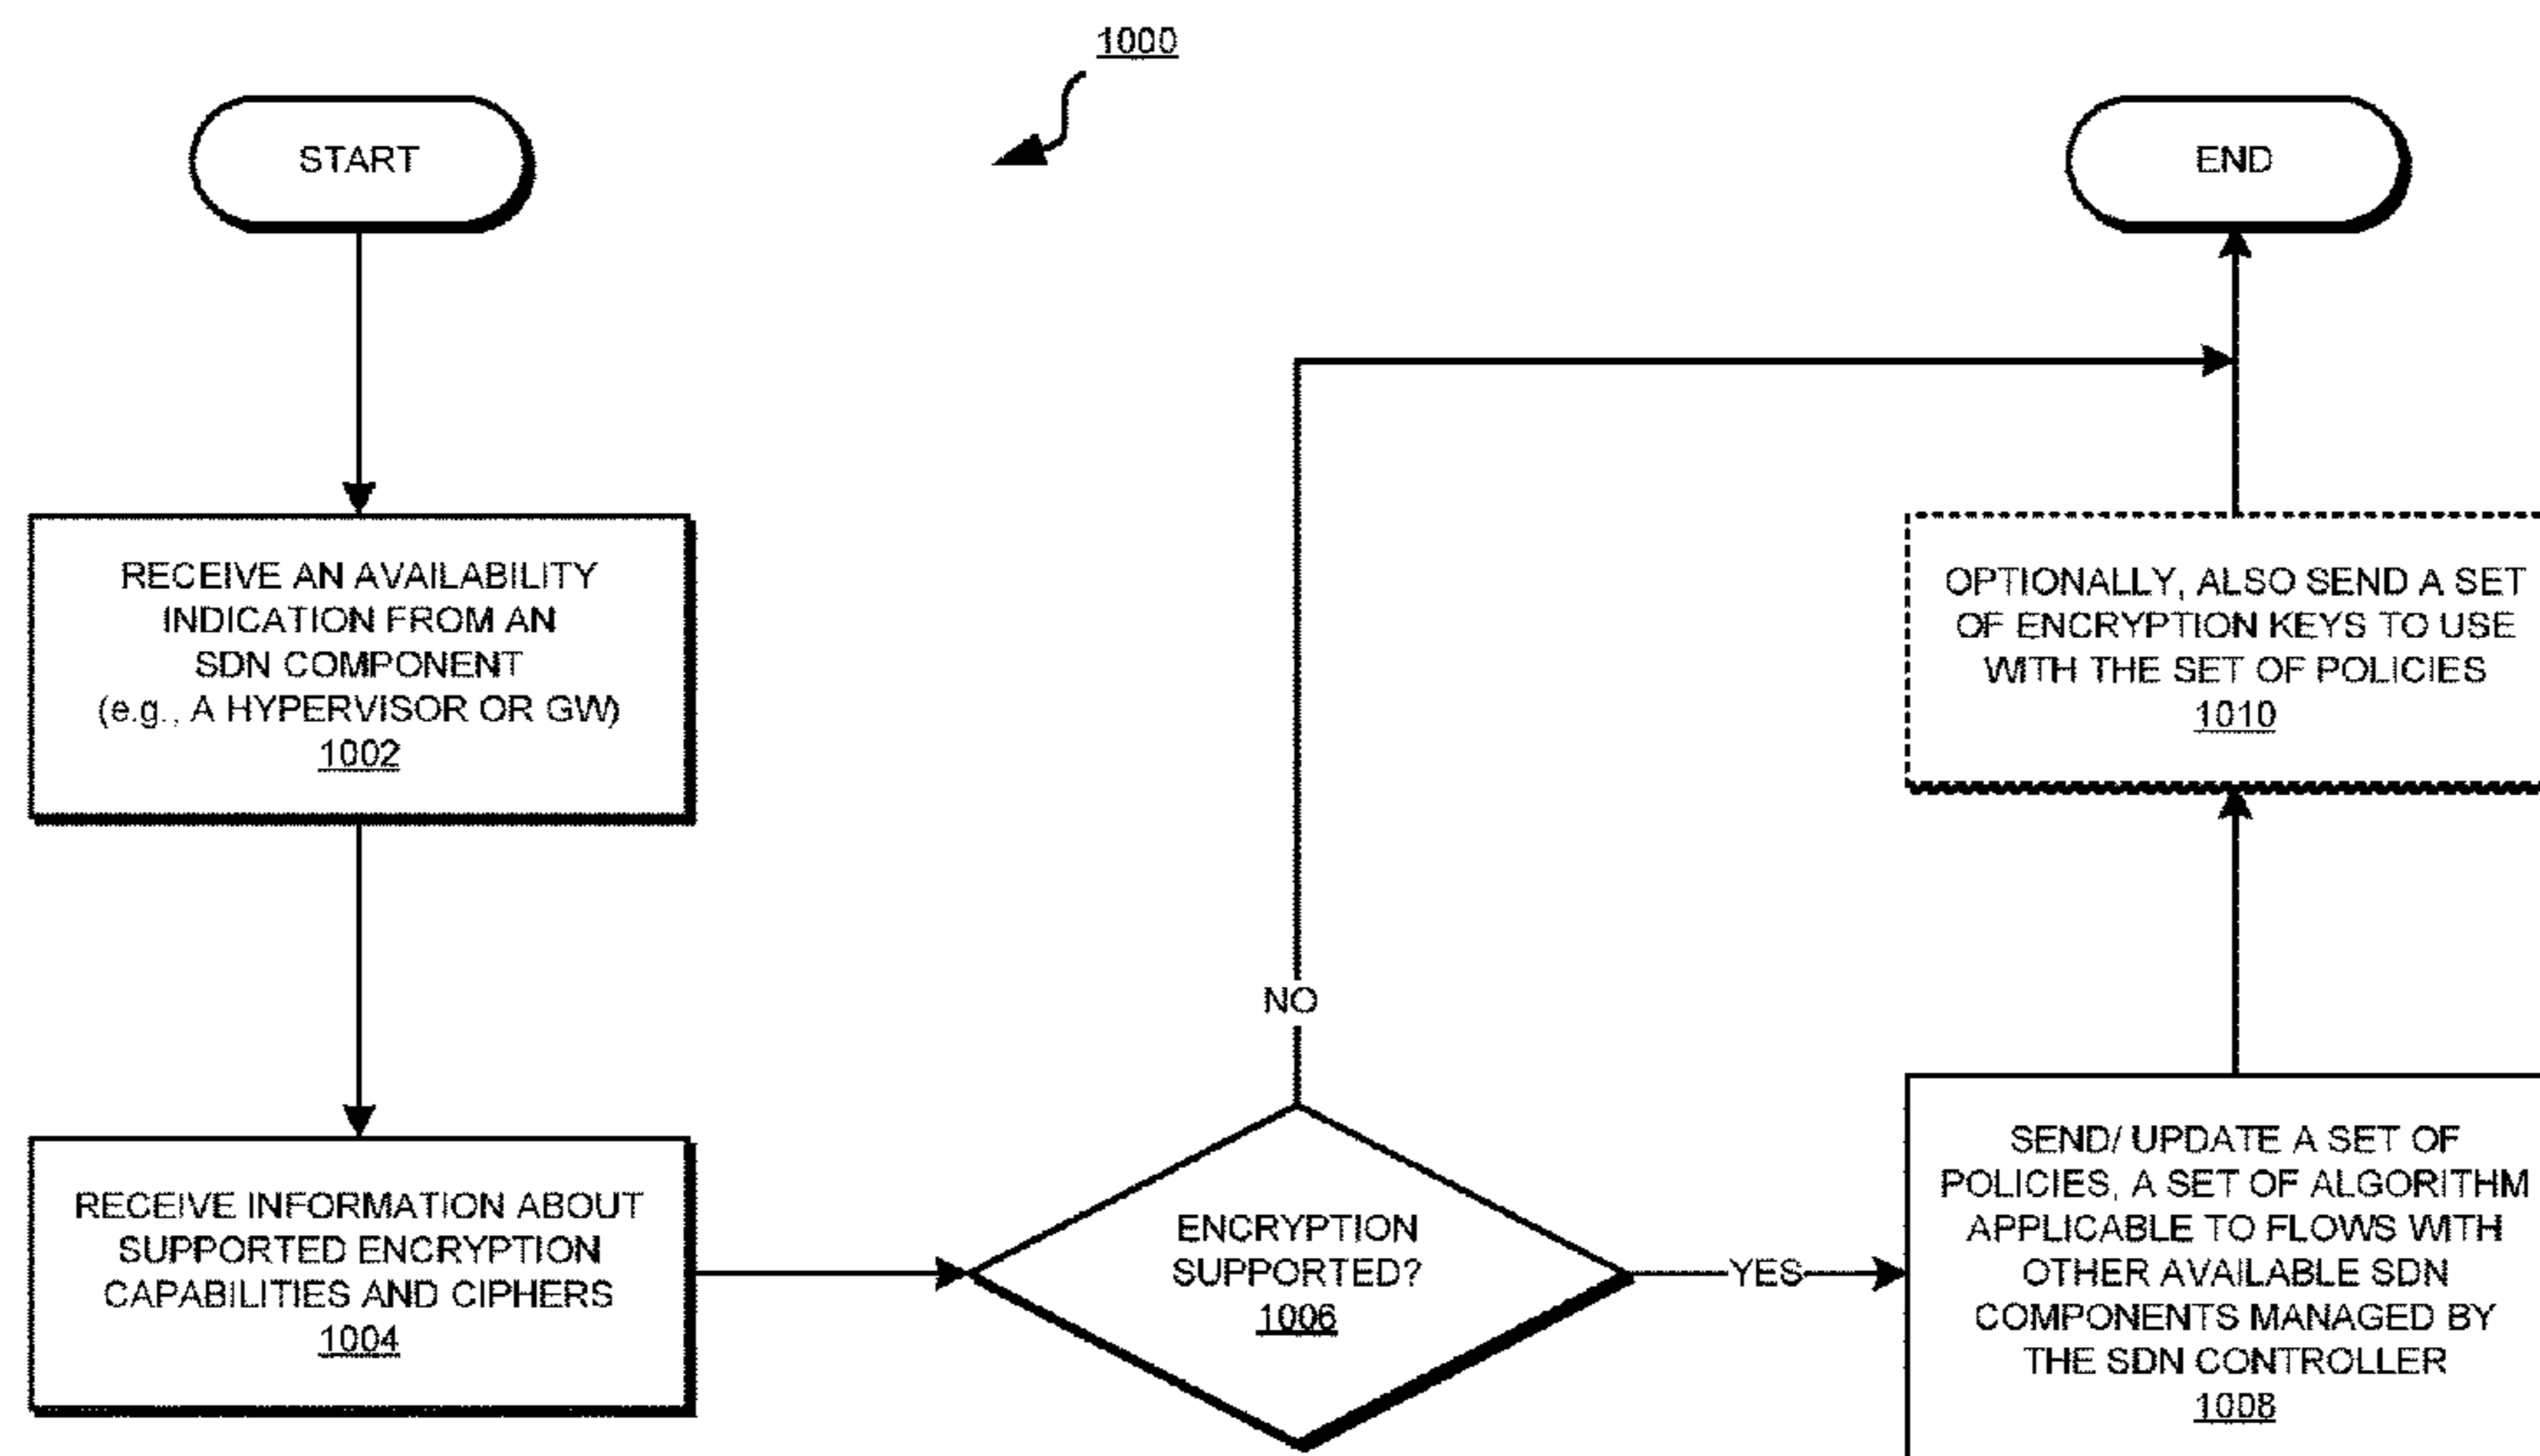 1000
START
RECEIVE AN AVAILABILITY
INDICATION FROM AN
SDN COMPONENT
(e.g., A HYPERVISOR OR GW)
1002
RECEIVE INFORMATION ABOUT
SUPPORTED ENCRYPTION
CAPABILITIES AND CIPHERS
1004
ENCRYPTION
SUPPORTED?
1006
NO
YES
SEND/ UPDATE A SET OF
POLICIES, A SET OF ALGORITHM
APPLICABLE TO FLOWS WITH
OTHER AVAILABLE SDN
COMPONENTS MANAGED BY
THE SDN CONTROLLER
1008
OPTIONALLY, ALSO SEND A SET
OF ENCRYPTION KEYS TO USE
WITH THE SET OF POLICIES
1010
END